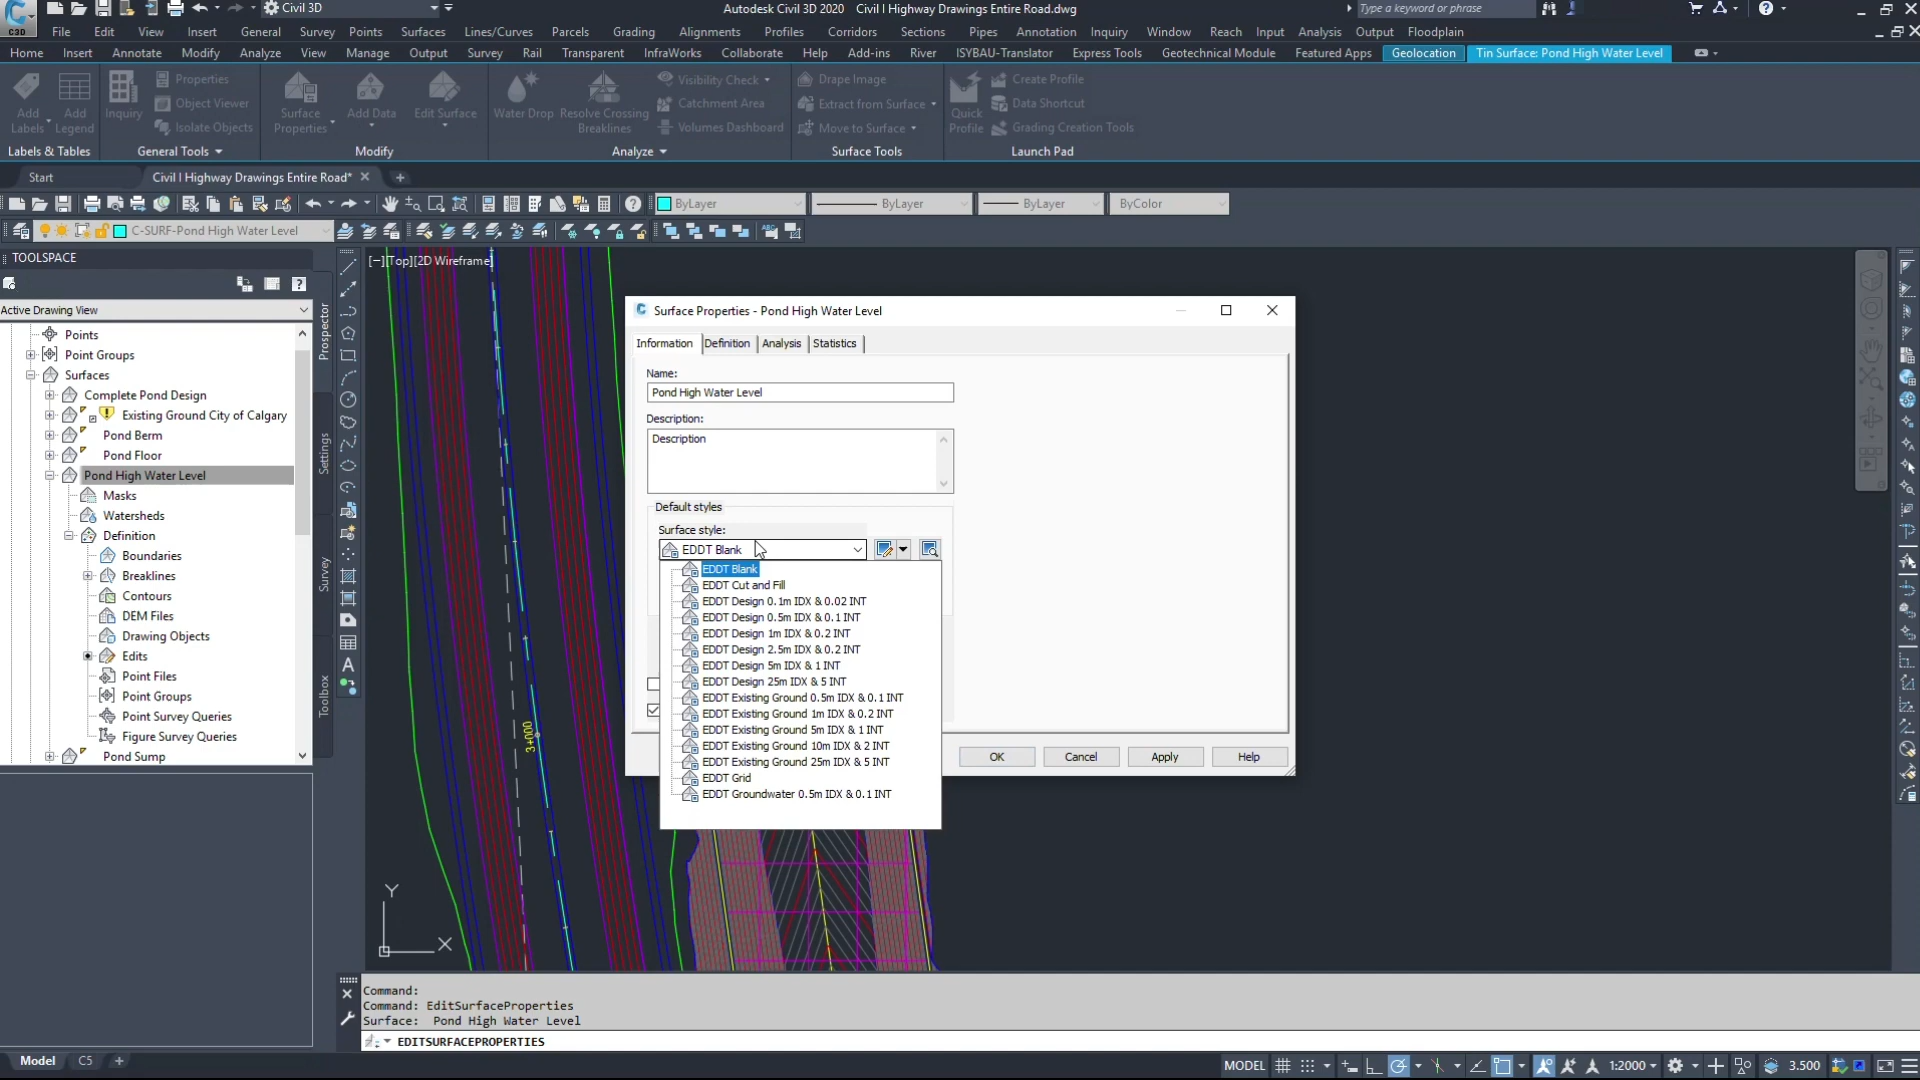 Civil 3D
Autodesk Civil 3D 2020 Civil I Highway Drawings Entire Road.dwg
Type a keyword or phrase
C3D
File Edit View Insert General Survey Points Surfaces Lines/Curves Parcels Grading Alignments Profiles Corridors Sections Pipes Annotation Inquiry Window Reach Input Analysis Output Floodplain
Home Insert Annotate Modify Analyze View Manage Output Survey Rail Transparent InfraWorks Collaborate Help Add-ins River ISYBAU-Translator Express Tools Geotechnical Module Featured Apps Geolocation Tin Surface: Pond High Water Level
Properties
Object Viewer
Isolate Objects
Add Labels
Add Legend
Inquiry
Surface Properties
Add Data
Edit Surface
Water Drop
Resolve Crossing Breaklines
Visibility Check
Catchment Area
Volumes Dashboard
Drape Image
Extract from Surface
Move to Surface
Quick Profile
Create Profile
Data Shortcut
Grading Creation Tools
Labels & Tables General Tools Modify Analyze Surface Tools Launch Pad
Start Civil I Highway Drawings Entire Road*
ByLayer ByLayer ByLayer ByColor
C-SURF-Pond High Water Level
TOOLSPACE
Active Drawing View
Points
Point Groups
Surfaces
Complete Pond Design
Existing Ground City of Calgary
Pond Berm
Pond Floor
Pond High Water Level
Masks
Watersheds
Definition
Boundaries
Breaklines
Contours
DEM Files
Drawing Objects
Edits
Point Files
Point Groups
Point Survey Queries
Figure Survey Queries
Pond Sump
Prospector
Settings
Survey
Toolbox
[−][Top][2D Wireframe]
3+000
Y
X
Surface Properties - Pond High Water Level
Information Definition Analysis Statistics
Name:
Pond High Water Level
Description:
Description
Default styles
Surface style:
EDDT Blank
EDDT Blank
EDDT Cut and Fill
EDDT Design 0.1m IDX & 0.02 INT
EDDT Design 0.5m IDX & 0.1 INT
EDDT Design 1m IDX & 0.2 INT
EDDT Design 2.5m IDX & 0.2 INT
EDDT Design 5m IDX & 1 INT
EDDT Design 25m IDX & 5 INT
EDDT Existing Ground 0.5m IDX & 0.1 INT
EDDT Existing Ground 1m IDX & 0.2 INT
EDDT Existing Ground 5m IDX & 1 INT
EDDT Existing Ground 10m IDX & 2 INT
EDDT Existing Ground 25m IDX & 5 INT
EDDT Grid
EDDT Groundwater 0.5m IDX & 0.1 INT
OK Cancel Apply Help
Command:
Command: EditSurfaceProperties
Surface: Pond High Water Level
EDITSURFACEPROPERTIES
Model C5
MODEL 1:2000 3.500